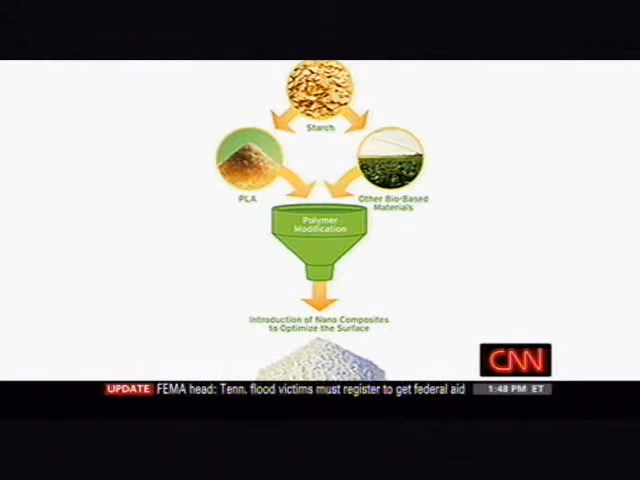 Starch
PLA
Other Bio-Based
Materials
Polymer
Modification
Introduction of Nano Composites
to Optimize the Surface
CNN
UPDATE FEMA head: Tenn. flood victims must register to get federal aid 1:48 PM ET